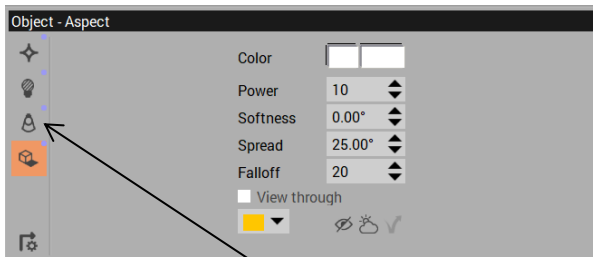 Object - Aspect
Color
Power 10
Softness 0.00°
Spread 25.00°
Falloff 20
View through